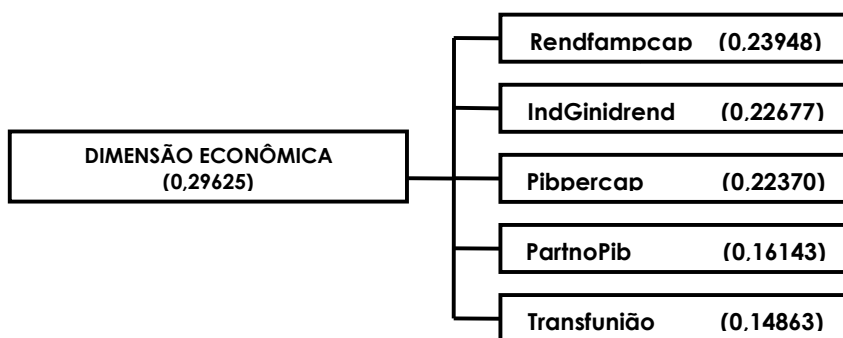 Rendfampcap (0,23948)
IndGinidrend (0,22677)
DIMENSÃO ECONÔMICA
(0,29625)
Pibpercap (0,22370)
PartnoPib (0,16143)
Transfunião (0,14863)